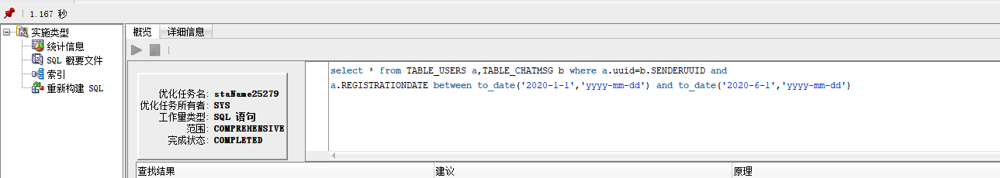 1.167 秒
实施类型
统计信息
SQL 概要文件
索引
重新构建 SQL
概览 详细信息
优化任务名: staName25279
优化任务所有者: SYS
工作量类型: SQL 语句
范围: COMPREHENSIVE
完成状态: COMPLETED
select * from TABLE_USERS a,TABLE_CHATMSG b where a.uuid=b.SENDERUUID and
a.REGISTRATIONDATE between to_date('2020-1-1','yyyy-mm-dd') and to_date('2020-6-1','yyyy-mm-dd')
查找结果 建议 原理